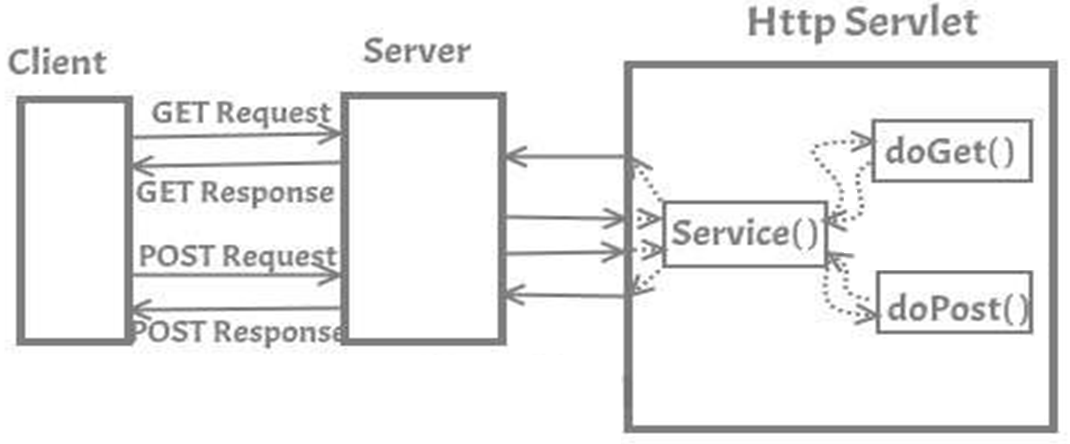 Http Servlet
Client
Server
GET Request
GET Response
POST Request
POST Response
Service()
doGet()
doPost()